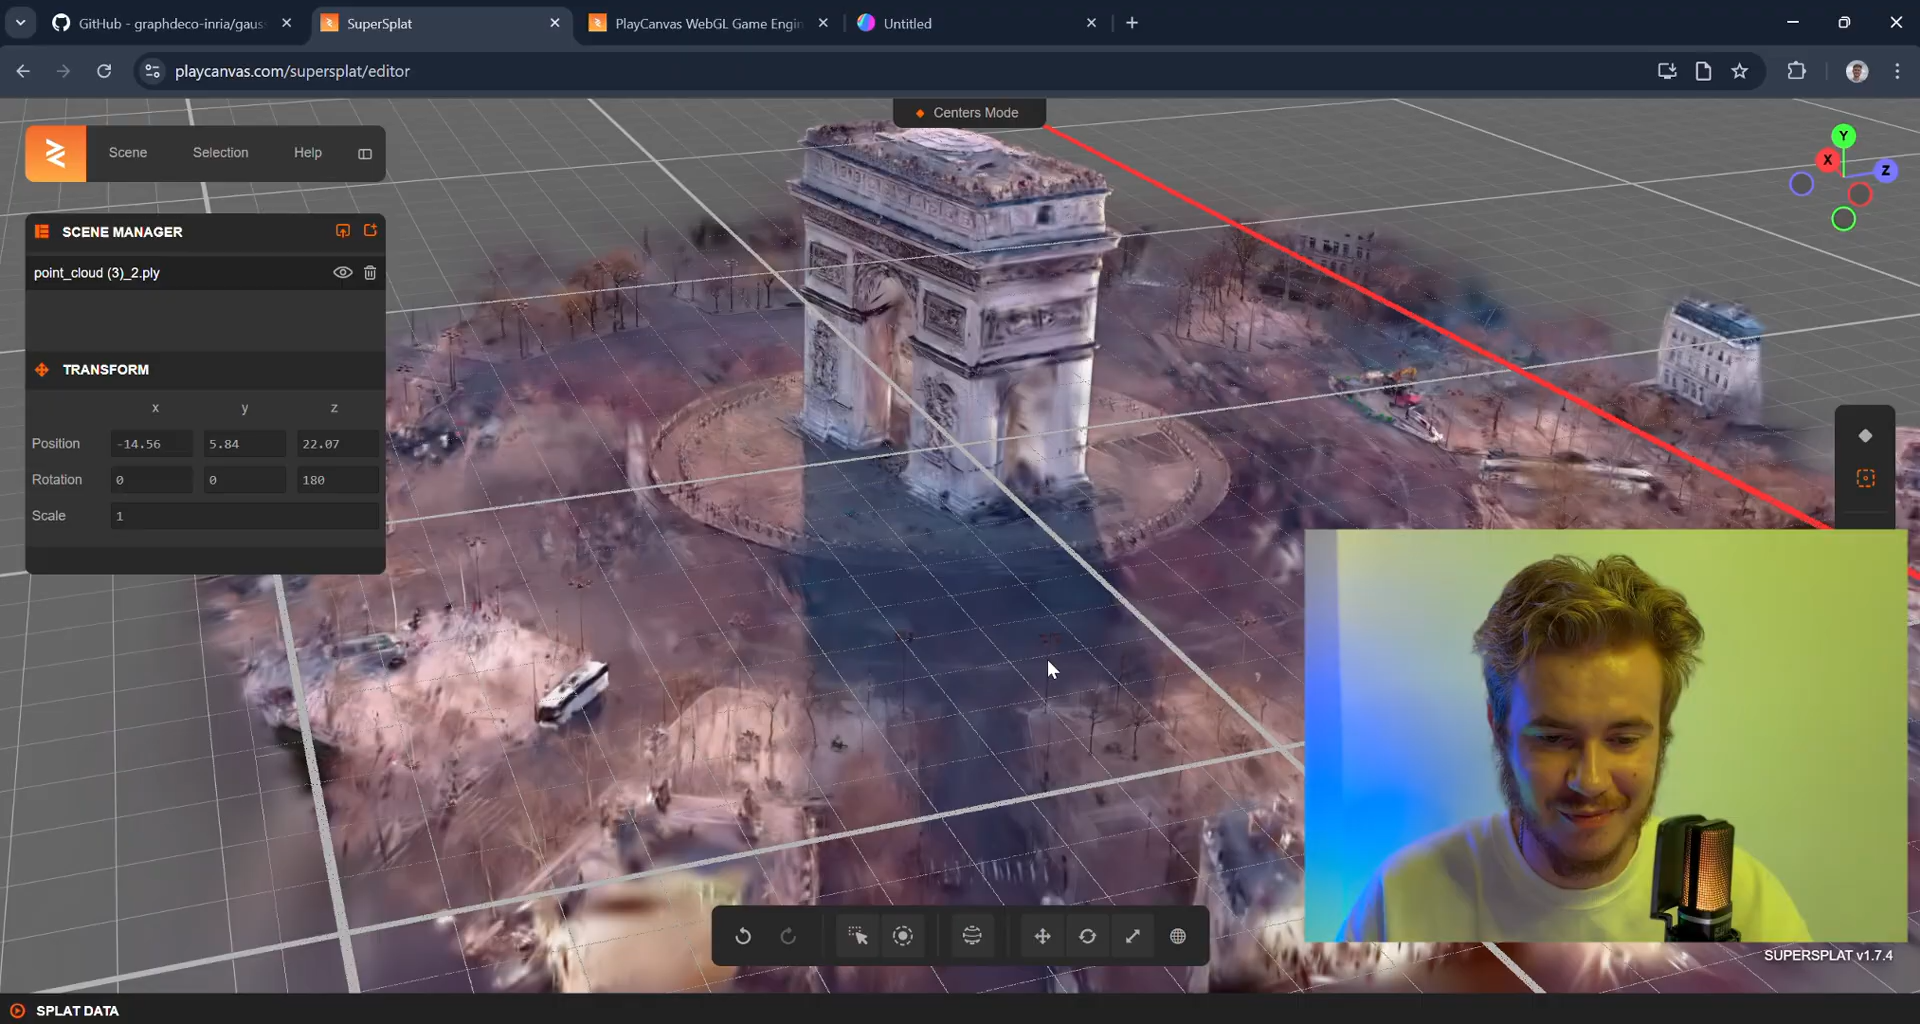 GitHub - graphdeco-inria/gaus
SuperSplat
PlayCanvas WebGL Game Engin
Untitled
playcanvas.com/supersplat/editor
Centers Mode
Scene
Selection
Help
Y
X
Z
SCENE MANAGER
point_cloud (3)_2.ply
TRANSFORM
x y z
Position -14.56 5.84 22.07
Rotation 0 0 180
Scale 1
SUPERSPLAT v1.7.4
SPLAT DATA